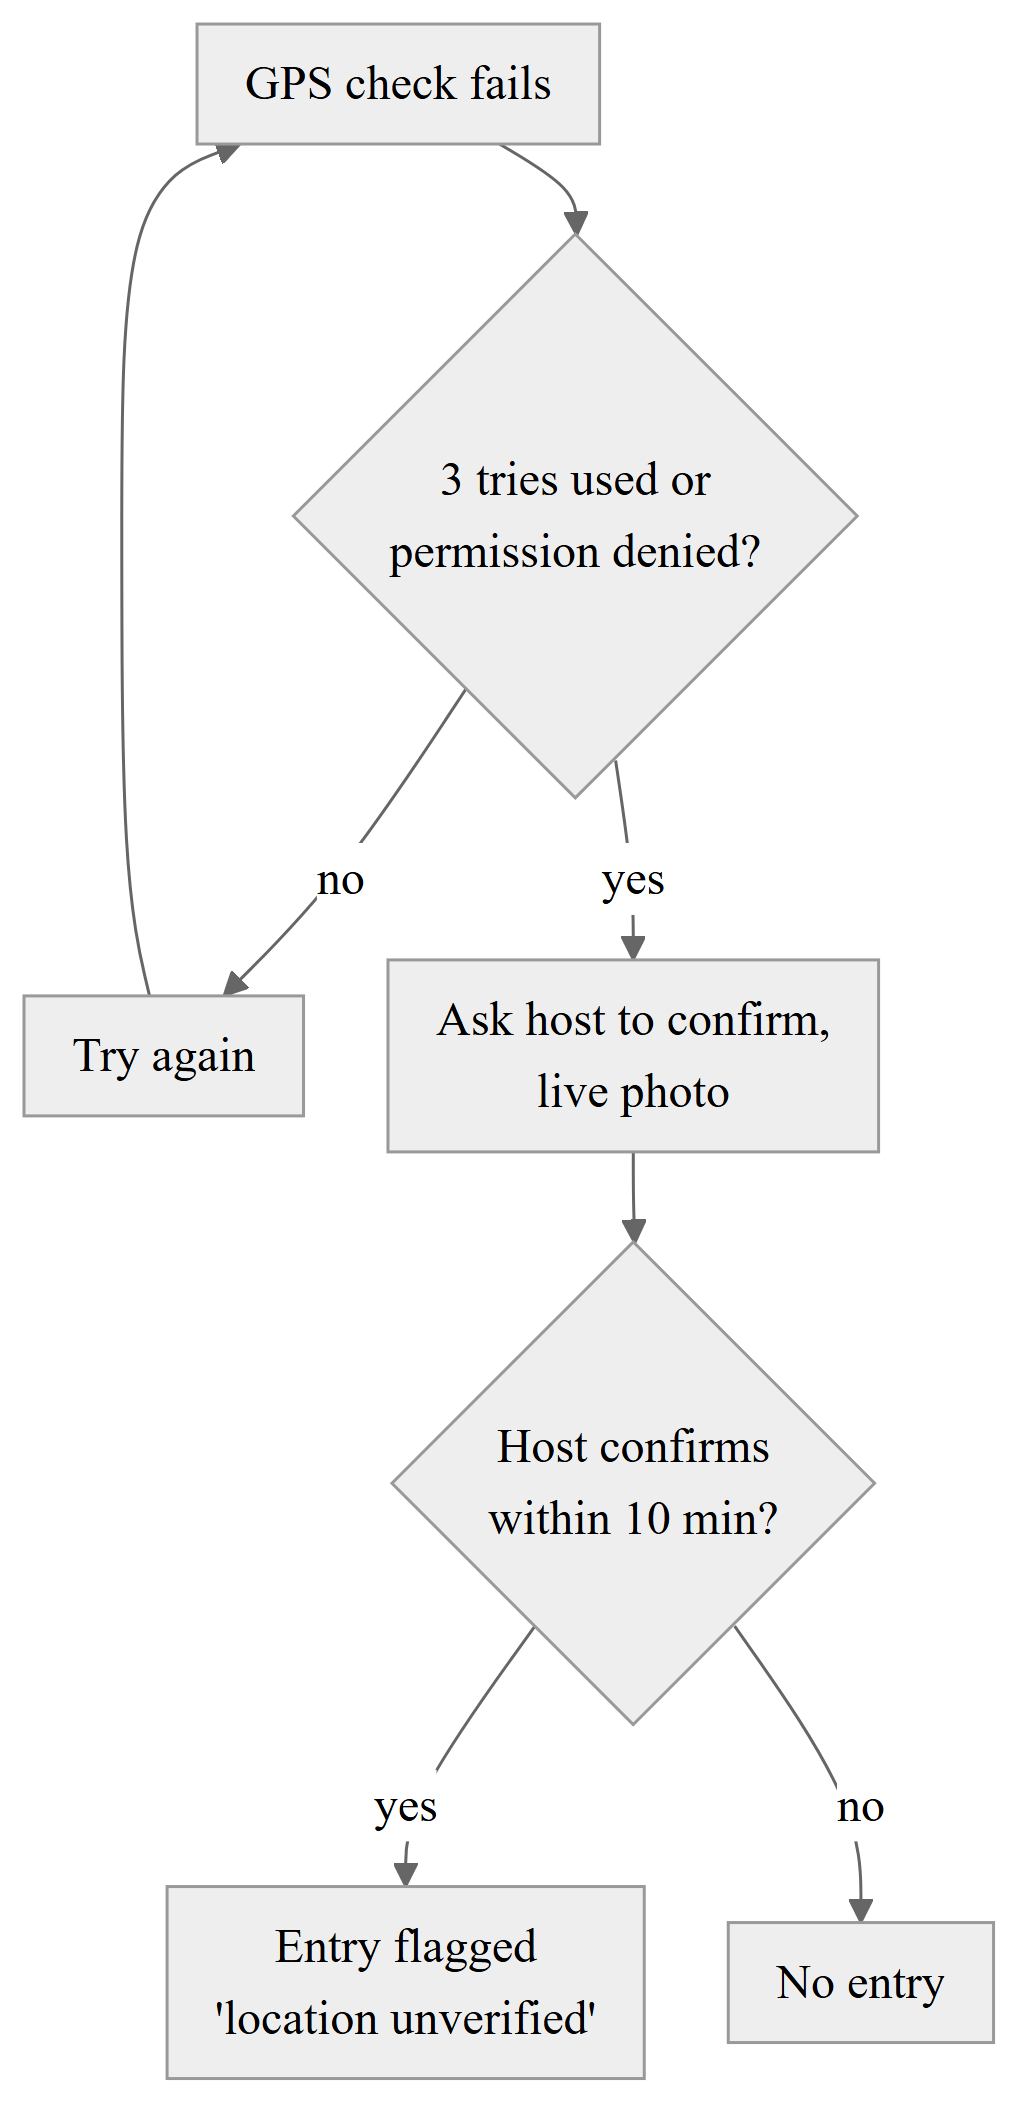 GPS check fails
3 tries used or
permission denied?
no
yes
Try again
Ask host to confirm,
live photo
Host confirms
within 10 min?
yes
no
Entry flagged
'location unverified'
No entry